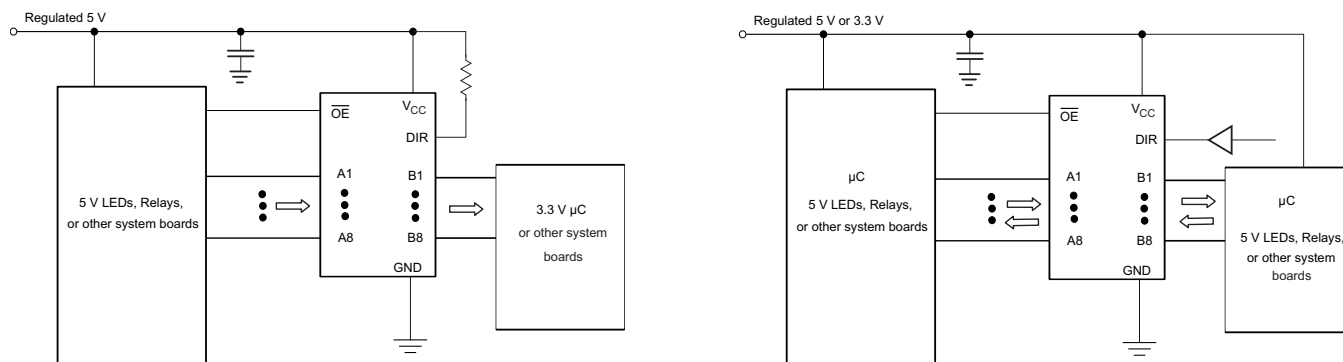 Regulated 5 V
OE
VCC
DIR
A1
B1
A8
B8
GND
5 V LEDs, Relays,
or other system boards
3.3 V µC
or other system
boards
Regulated 5 V or 3.3 V
OE
VCC
DIR
A1
B1
A8
B8
GND
µC
5 V LEDs, Relays,
or other system boards
µC
5 V LEDs, Relays,
or other system
boards